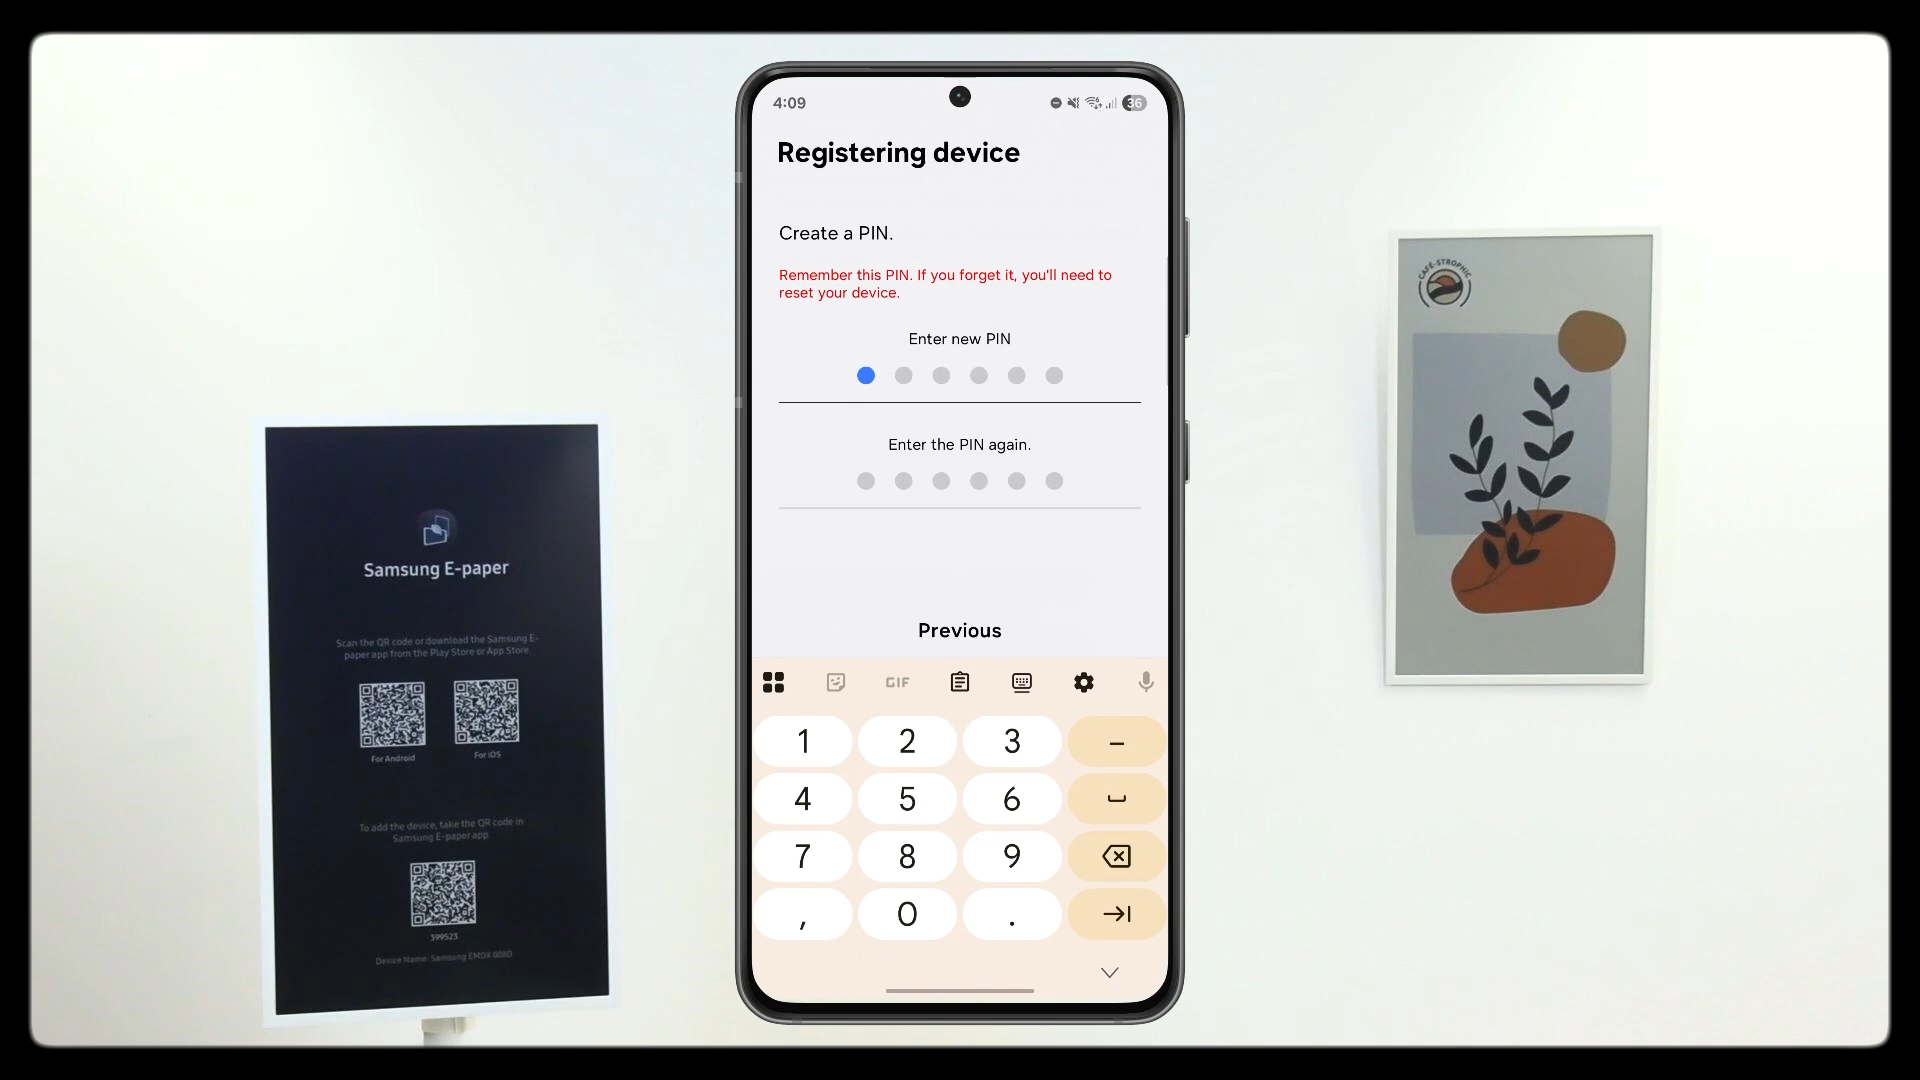 4:09
36
Registering device
Create a PIN.
Remember this PIN. If you forget it, you'll need to
reset your device.
Enter new PIN
Enter the PIN again.
Previous
GIF
1 2 3 –
4 5 6
7 8 9
, 0 .
Samsung E-paper
Scan the QR code or download the Samsung E-
paper app from the Play Store or App Store
For Android
For iOS
To add the device, take the QR code in
Samsung E-paper app
399523
Device Name: Samsung EMDX 0080
CAFÉ-STROPHIC